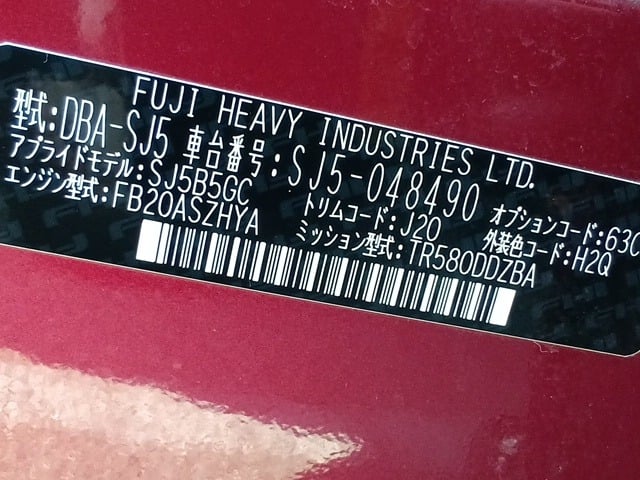 FUJI HEAVY INDUSTRIES LTD.
型式:DBA-SJ5 車台番号:SJ5-048490
アプライドモデル:SJ5B5GC トリムコード:J20 オプションコード:63C
エンジン型式:FB20ASZHYA ミッション型式:TR580DDZBA 外装色コード:H2Q